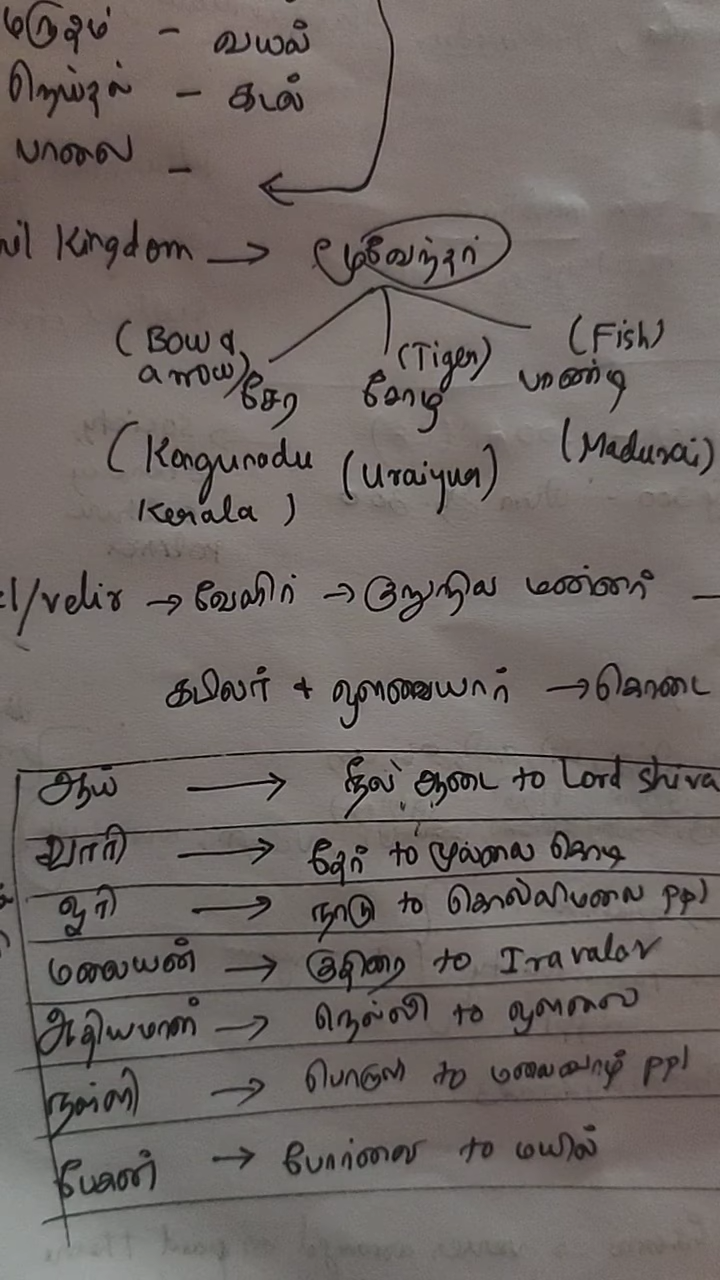 மருதம் - வயல்
நெய்தல் - கடல்
பாலை -
Kingdom → மூவேந்தர்
(Bow & (Tiger) (Fish)
arrow) சேர சோழ பாண்டி
(Kongunadu (Uraiyur) (Madurai)
Kerala)
/velir → வேளிர் → குறுநில மன்னர் -
கபிலர் + ஔவையார் → கொடை
ஆய் → நீல ஆடை to Lord Shiva
பாரி → தேர் to முல்லை கொடி
ஓரி → நாடு to கொல்லிமலை ppl
மலையன் → குதிரை to Iravalar
அதியமான் → நெல்லி to ஔவை
நள்ளி → பொருள் to மலைவாழ் ppl
பேகன் → போர்வை to மயில்